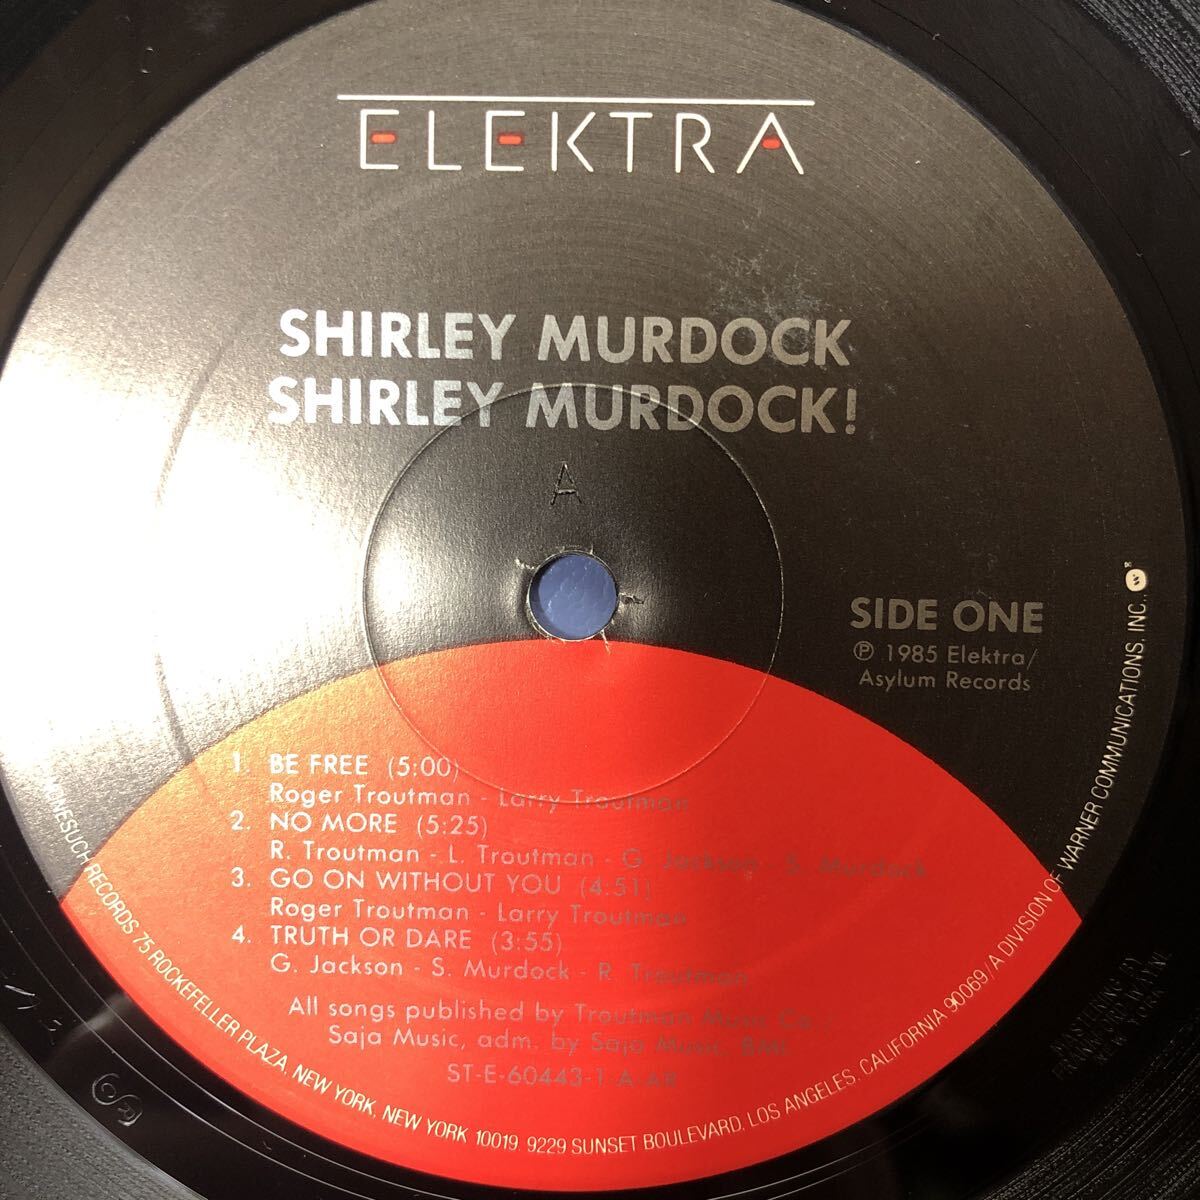 ELEKTRA
SHIRLEY MURDOCK
SHIRLEY MURDOCK!
A
SIDE ONE
℗ 1985 Elektra/
Asylum Records
1. BE FREE (5:00)
Roger Troutman - Larry Troutman
2. NO MORE (5:25)
R. Troutman - L. Troutman - G. Jackson - S. Murdock
3. GO ON WITHOUT YOU (4:51)
Roger Troutman - Larry Troutman
4. TRUTH OR DARE (3:55)
G. Jackson - S. Murdock - R. Troutman
All songs published by Troutman Music Co./
Saja Music, adm. by Saja Music, BMI.
ST-E-60443-1-A-AR
NONESUCH RECORDS 75 ROCKEFELLER PLAZA, NEW YORK, NEW YORK 10019. 9229 SUNSET BOULEVARD, LOS ANGELES, CALIFORNIA 90069/A DIVISION OF WARNER COMMUNICATIONS, INC.